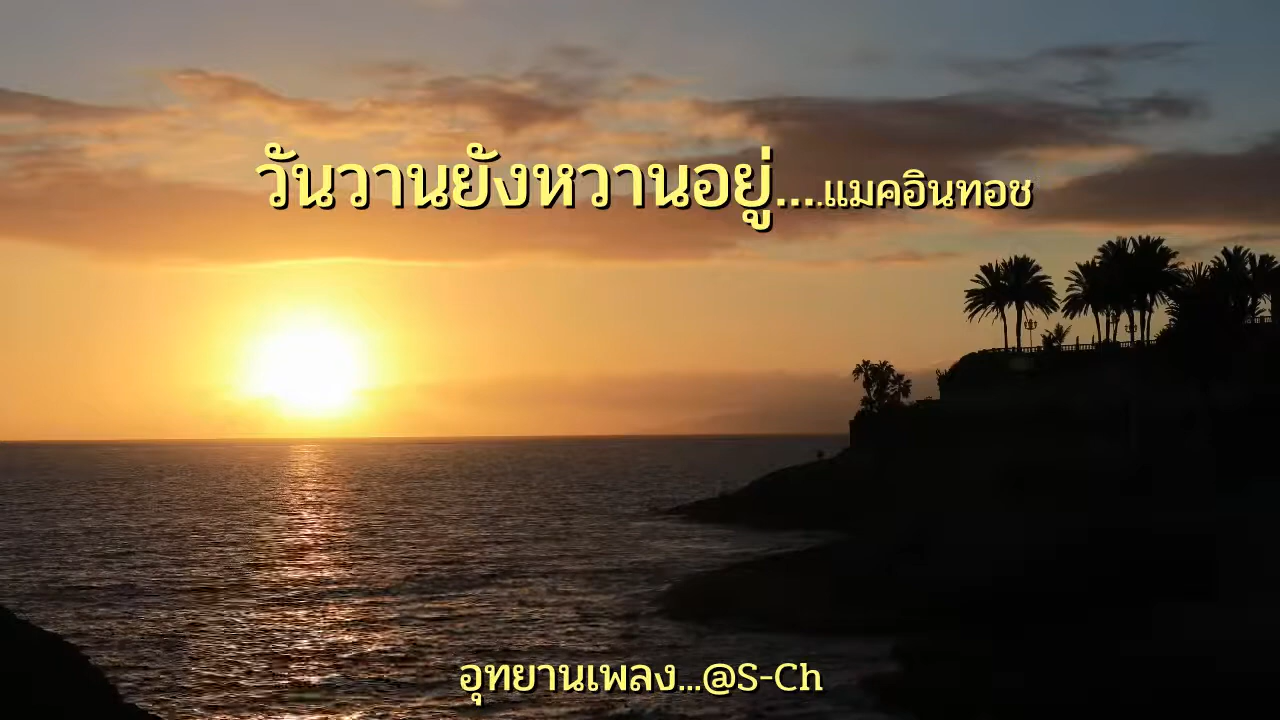 วันวานยังหวานอยู่.....แมคอินทอช
อุทยานเพลง...@S-Ch